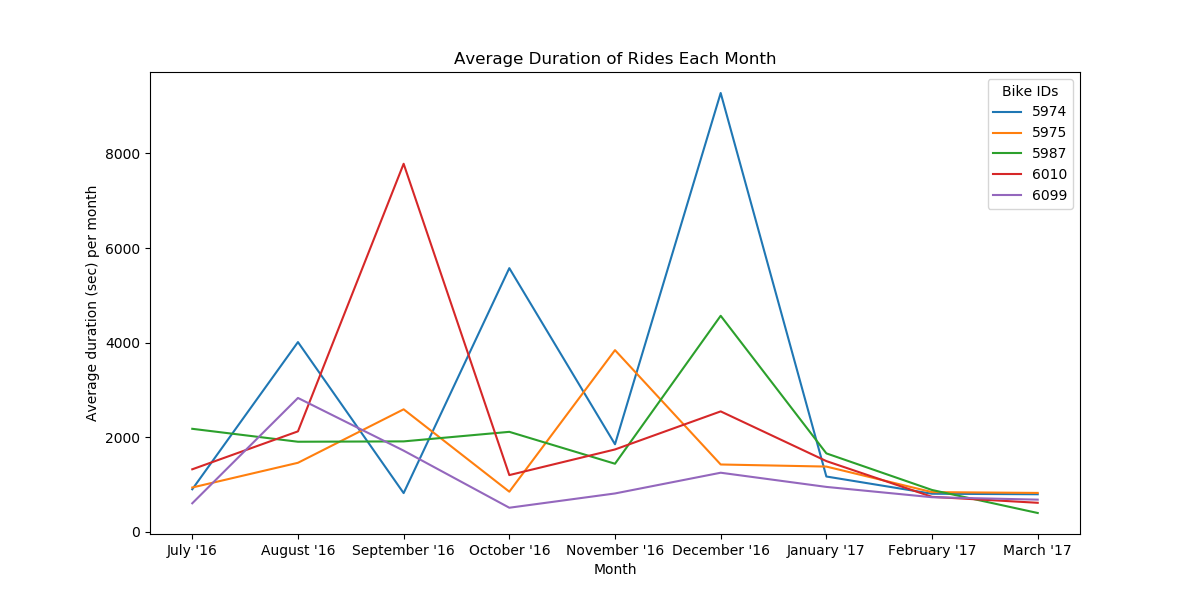 Average Duration of Rides Each Month
Bike IDs
5974
5975
5987
6010
6099
Average duration (sec) per month
8000
6000
4000
2000
0
July '16 August '16 September '16 October '16 November '16 December '16 January '17 February '17 March '17
Month